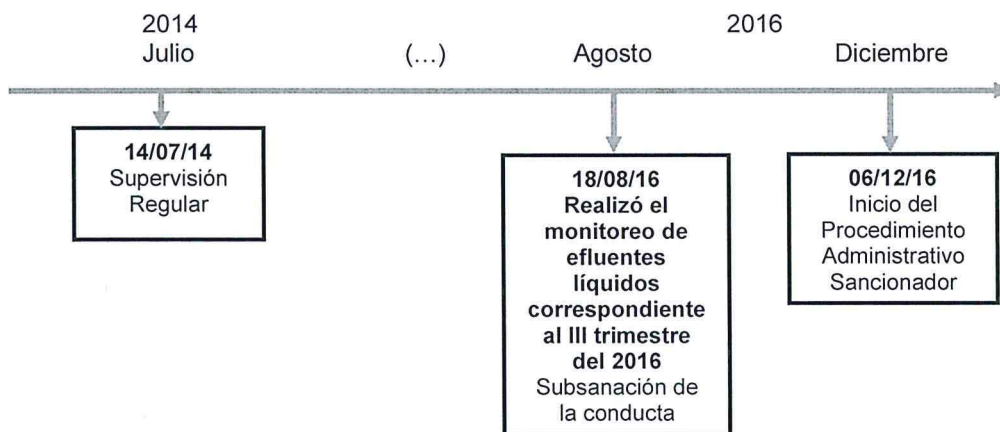 2014
Julio
(...)
Agosto
2016
Diciembre
14/07/14
Supervisión
Regular
18/08/16
Realizó el
monitoreo de
efluentes
líquidos
correspondiente
al III trimestre
del 2016
Subsanación de
la conducta
06/12/16
Inicio del
Procedimiento
Administrativo
Sancionador